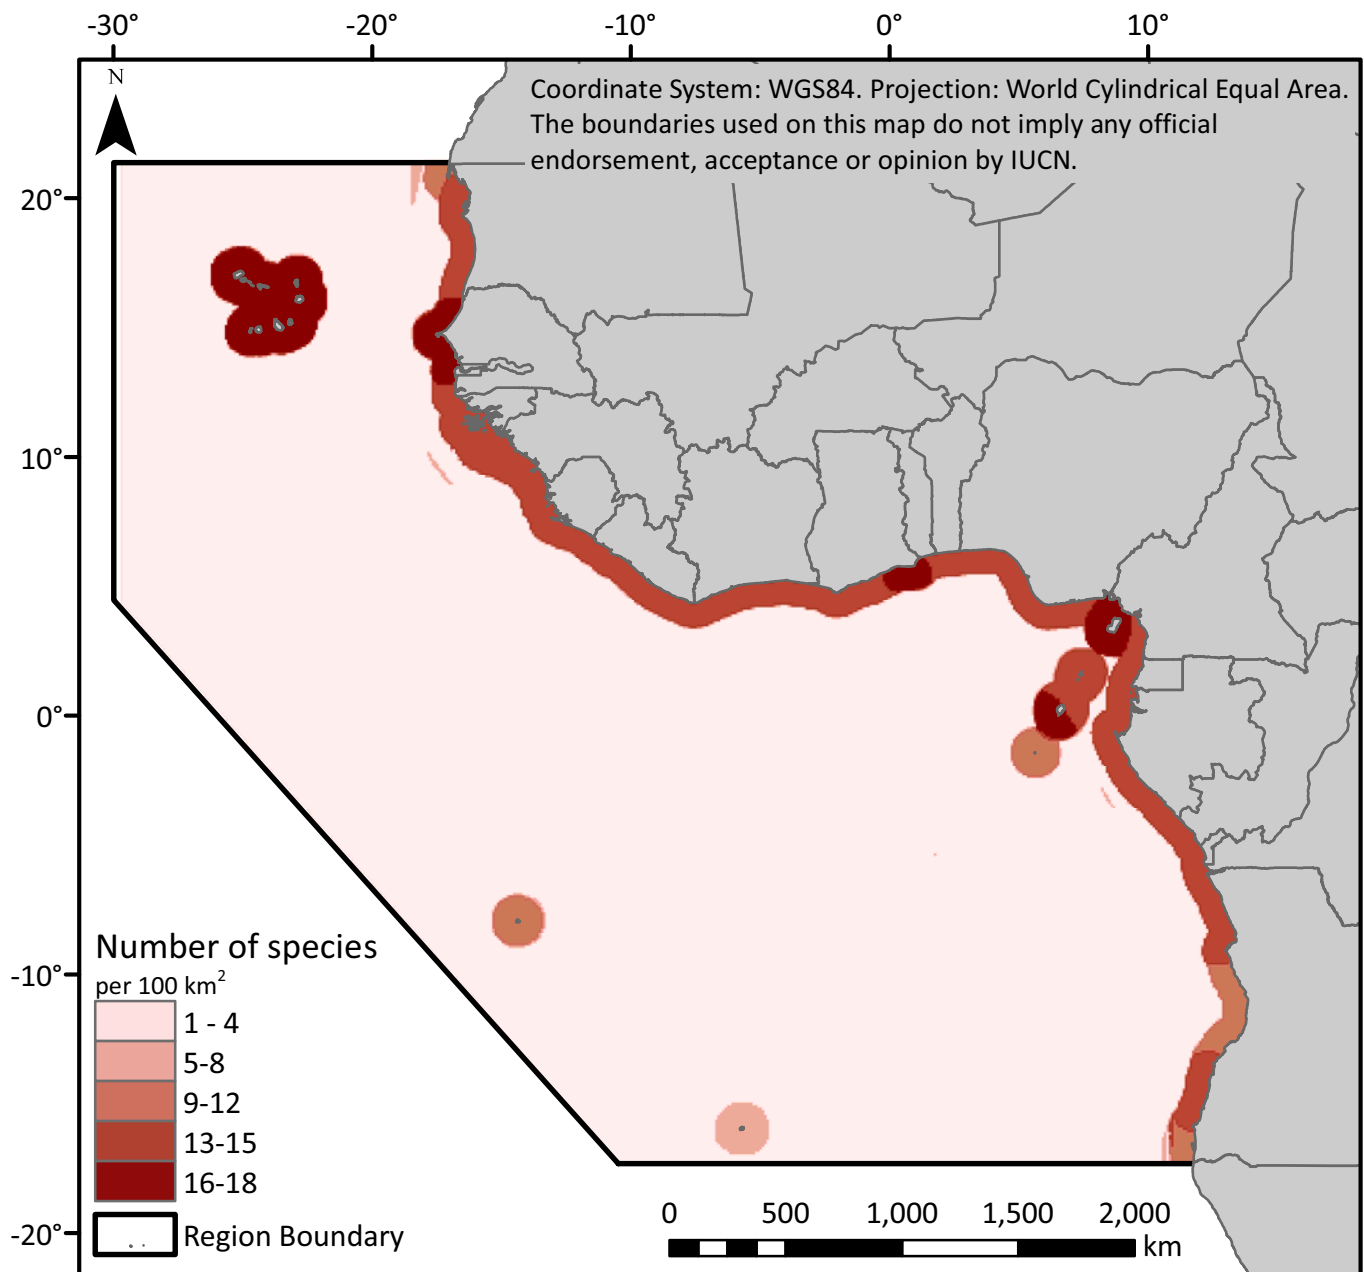 -30° -20° -10° 0° 10°
N
Coordinate System: WGS84. Projection: World Cylindrical Equal Area.
The boundaries used on this map do not imply any official
endorsement, acceptance or opinion by IUCN.
20°
10°
0°
-10°
-20°
Number of species
per 100 km²
1 - 4
5-8
9-12
13-15
16-18
Region Boundary
0 500 1,000 1,500 2,000
km